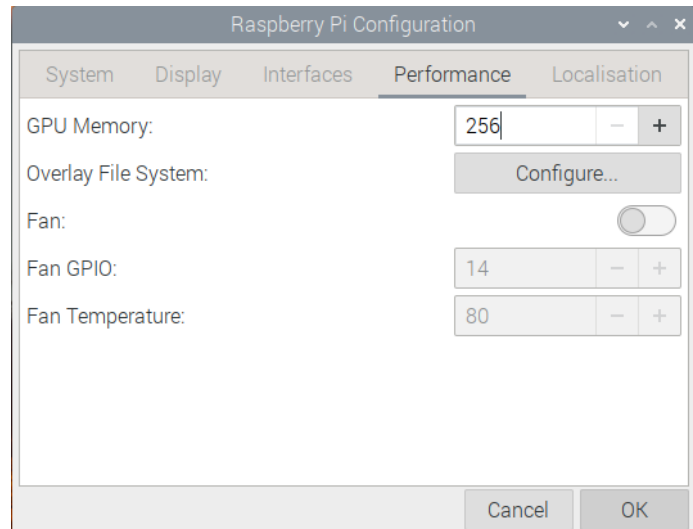 Raspberry Pi Configuration
System Display Interfaces Performance Localisation
GPU Memory: 256 − +
Overlay File System: Configure...
Fan:
Fan GPIO: 14 − +
Fan Temperature: 80 − +
Cancel OK